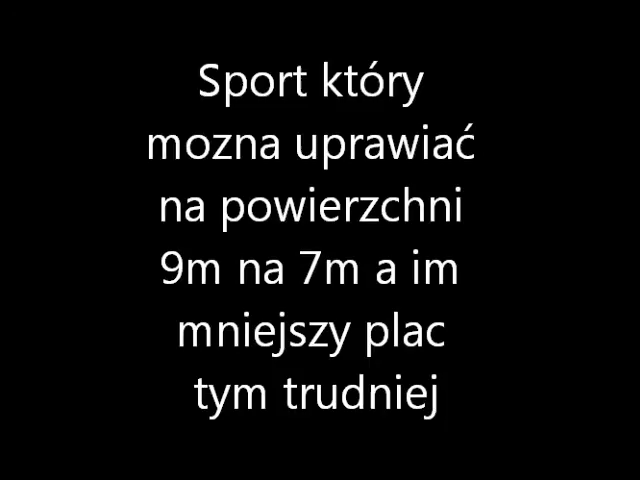 Sport który
mozna uprawiać
na powierzchni
9m na 7m a im
mniejszy plac
tym trudniej